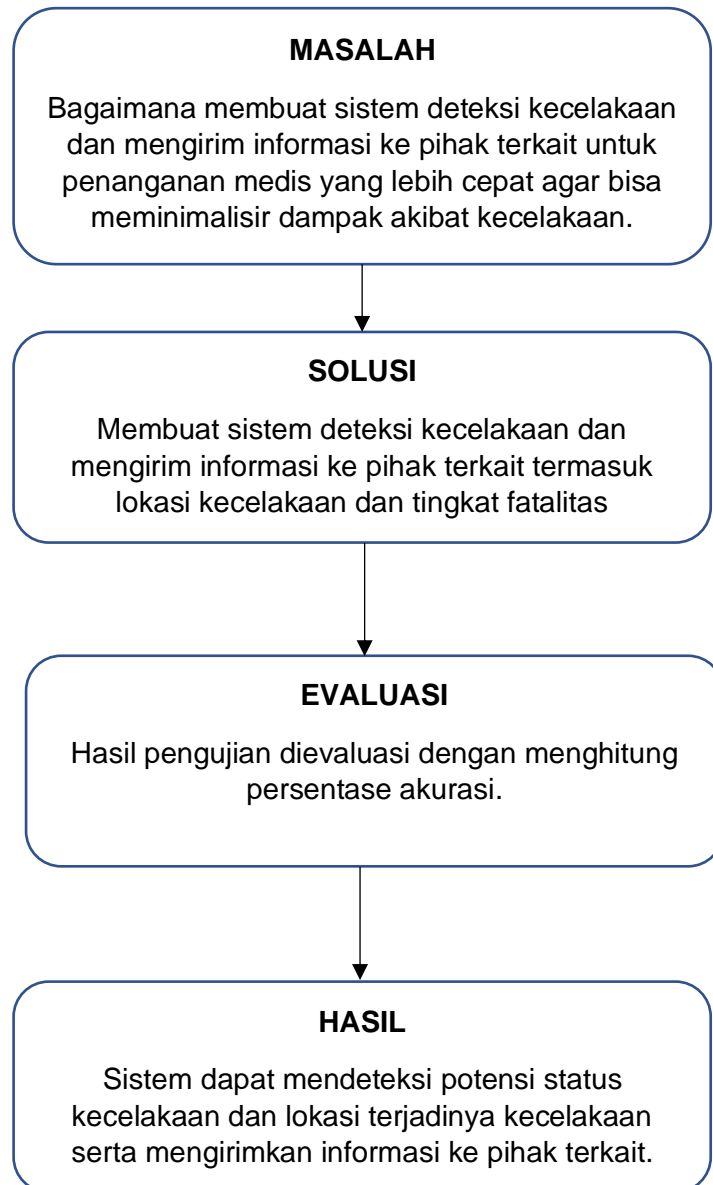 MASALAH
Bagaimana membuat sistem deteksi kecelakaan
dan mengirim informasi ke pihak terkait untuk
penanganan medis yang lebih cepat agar bisa
meminimalisir dampak akibat kecelakaan.
SOLUSI
Membuat sistem deteksi kecelakaan dan
mengirim informasi ke pihak terkait termasuk
lokasi kecelakaan dan tingkat fatalitas
EVALUASI
Hasil pengujian dievaluasi dengan menghitung
persentase akurasi.
HASIL
Sistem dapat mendeteksi potensi status
kecelakaan dan lokasi terjadinya kecelakaan
serta mengirimkan informasi ke pihak terkait.